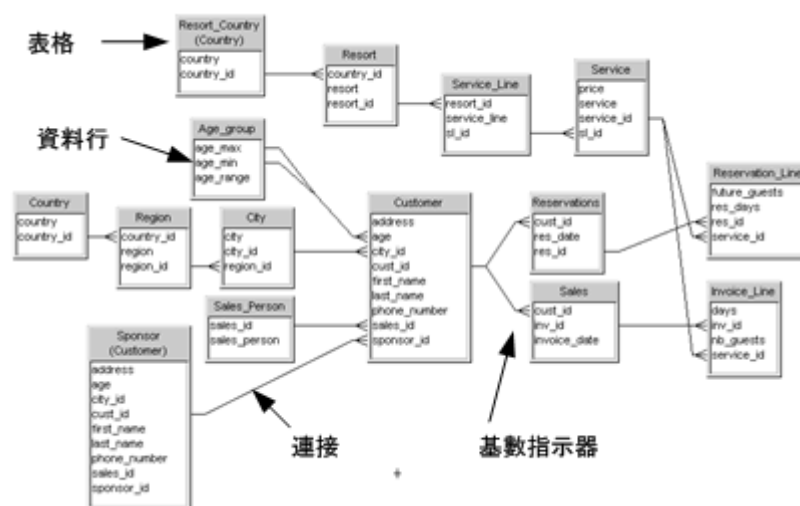 表格
Resort_Country
(Country)
country
country_id
Resort
country_id
resort
resort_id
Service_Line
resort_id
service_line
sl_id
Service
price
service
service_id
sl_id
資料行
Age_group
age_max
age_min
age_range
Country
country
country_id
Region
country_id
region
region_id
City
city
city_id
region_id
Customer
address
age
city_id
cust_id
first_name
last_name
phone_number
sales_id
sponsor_id
Reservations
cust_id
res_date
res_id
Reservation_Line
future_guests
res_days
res_id
service_id
Sales_Person
sales_id
sales_person
Sales
cust_id
inv_id
invoice_date
Invoice_Line
days
inv_id
nb_guests
service_id
Sponsor
(Customer)
address
age
city_id
cust_id
first_name
last_name
phone_number
sales_id
sponsor_id
連接
基數指示器